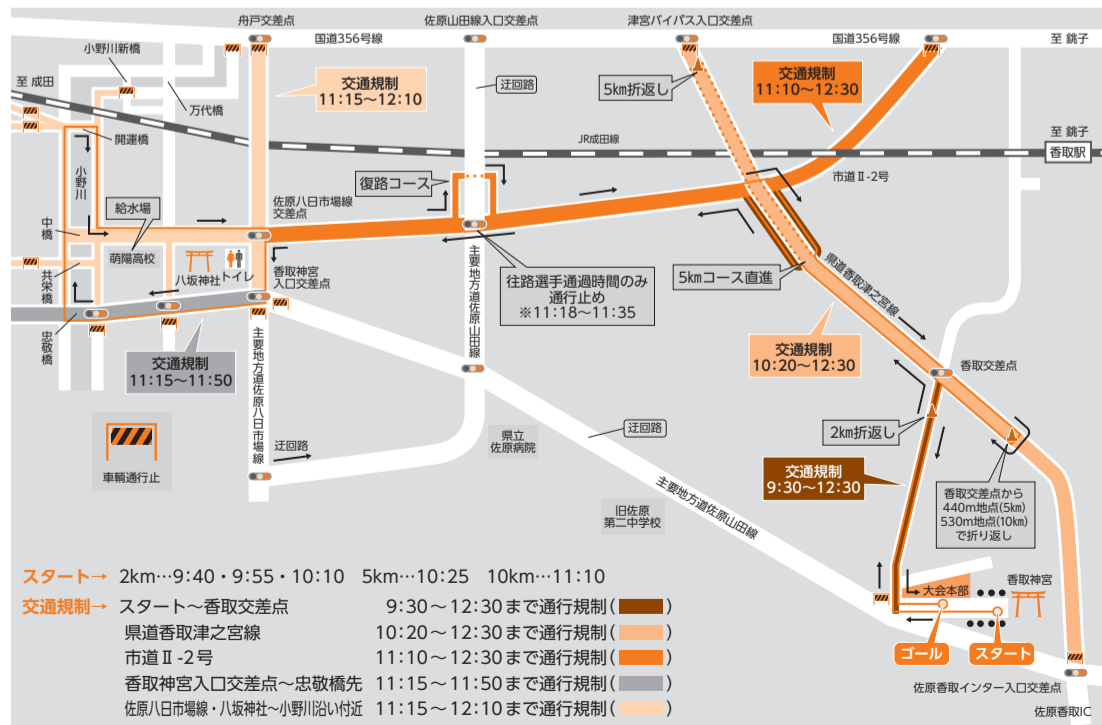 舟戸交差点
佐原山田線入口交差点
津宮バイパス入口交差点
国道356号線
国道356号線
至 銚子
小野川新橋
至 成田
万代橋
交通規制
11:15～12:10
迂回路
5km折返し
交通規制
11:10～12:30
開運橋
JR成田線
至 銚子
香取駅
小野川
復路コース
市道Ⅱ-2号
給水場
佐原八日市場線
交差点
中橋
萌陽高校
八坂神社
トイレ
香取神宮
入口交差点
共栄橋
主要地方道佐原山田線
往路選手通過時間のみ
通行止め
※11:18～11:35
5kmコース直進
県道香取津之宮線
忠敬橋
交通規制
11:15～11:50
主要地方道佐原八日市場線
交通規制
10:20～12:30
香取交差点
車輌通行止
迂回路
県立
佐原病院
迂回路
2km折返し
交通規制
9:30～12:30
香取交差点から
440m地点(5km)
530m地点(10km)
で折り返し
旧佐原
第二中学校
主要地方道佐原山田線
大会本部
香取神宮
ゴール
スタート
佐原香取インター入口交差点
佐原香取IC
スタート→ 2km…9:40・9:55・10:10 5km…10:25 10km…11:10
交通規制→ スタート～香取交差点 9:30～12:30まで通行規制( )
県道香取津之宮線 10:20～12:30まで通行規制( )
市道Ⅱ-2号 11:10～12:30まで通行規制( )
香取神宮入口交差点～忠敬橋先 11:15～11:50まで通行規制( )
佐原八日市場線・八坂神社～小野川沿い付近 11:15～12:10まで通行規制( )